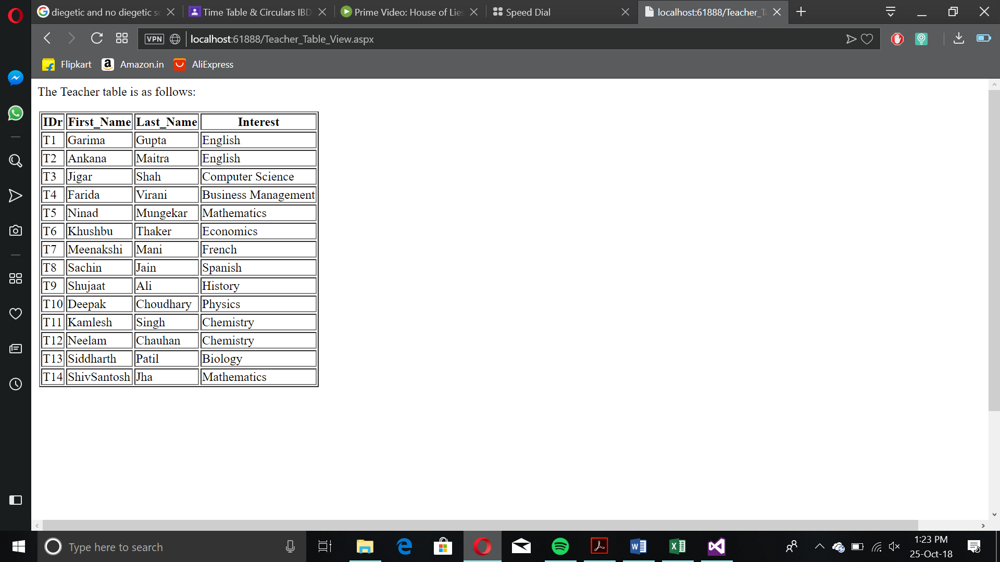 diegetic and no diegetic so
Time Table & Circulars IBD
Prime Video: House of Lies
Speed Dial
localhost:61888/Teacher_T
VPN
localhost:61888/Teacher_Table_View.aspx
Flipkart
Amazon.in
AliExpress
The Teacher table is as follows:
IDr First_Name Last_Name Interest
T1 Garima Gupta English
T2 Ankana Maitra English
T3 Jigar Shah Computer Science
T4 Farida Virani Business Management
T5 Ninad Mungekar Mathematics
T6 Khushbu Thaker Economics
T7 Meenakshi Mani French
T8 Sachin Jain Spanish
T9 Shujaat Ali History
T10 Deepak Choudhary Physics
T11 Kamlesh Singh Chemistry
T12 Neelam Chauhan Chemistry
T13 Siddharth Patil Biology
T14 ShivSantosh Jha Mathematics
Type here to search
1:23 PM
25-Oct-18